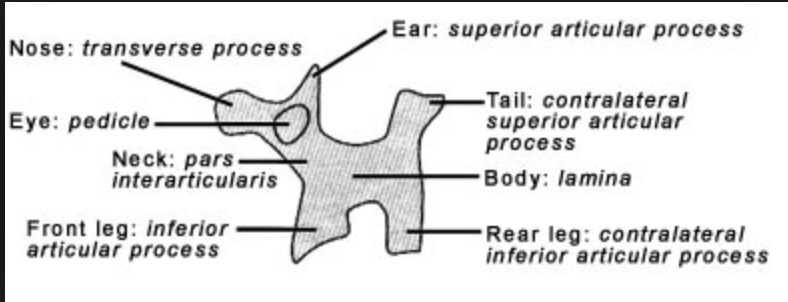 Ear: superior articular process
Nose: transverse process
Eye: pedicle
Tail: contralateral
superior articular
process
Neck: pars
interarticularis
Body: lamina
Front leg: inferior
articular process
Rear leg: contralateral
inferior articular process